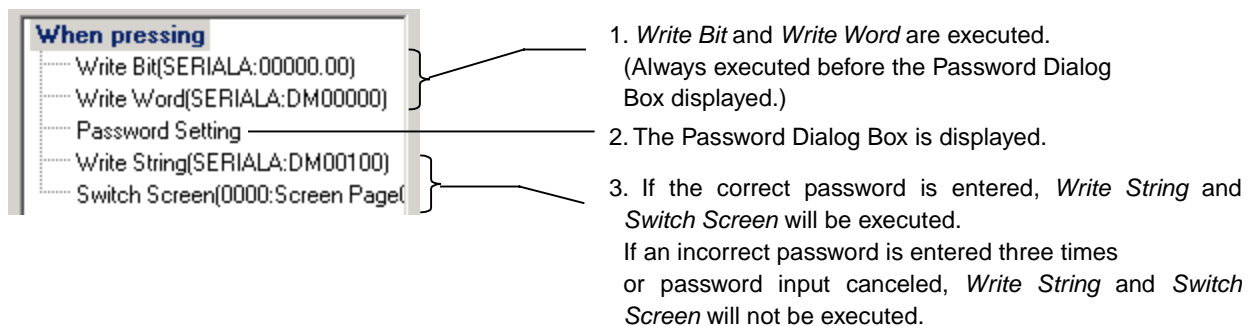 When pressing
Write Bit(SERIALA:00000.00)
Write Word(SERIALA:DM00000)
Password Setting
Write String(SERIALA:DM00100)
Switch Screen(0000:Screen Page(
1. Write Bit and Write Word are executed.
(Always executed before the Password Dialog
Box displayed.)
2. The Password Dialog Box is displayed.
3. If the correct password is entered, Write String and
Switch Screen will be executed.
If an incorrect password is entered three times
or password input canceled, Write String and Switch
Screen will not be executed.